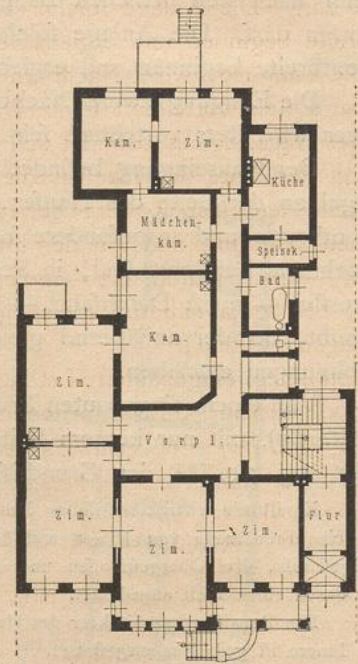 Kam.
Zim.
Küche
Mädchen-
kam.
Speisek.
Bad
Kam.
Zim.
Vorpl.
Zim.
Zim.
Zim.
Flur